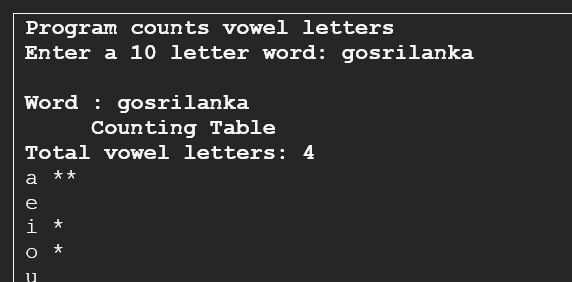 Program counts vowel letters
Enter a 10 letter word: gosrilanka
Word : gosrilanka
Counting Table
Total vowel letters: 4
a **
e
i *
o *
u